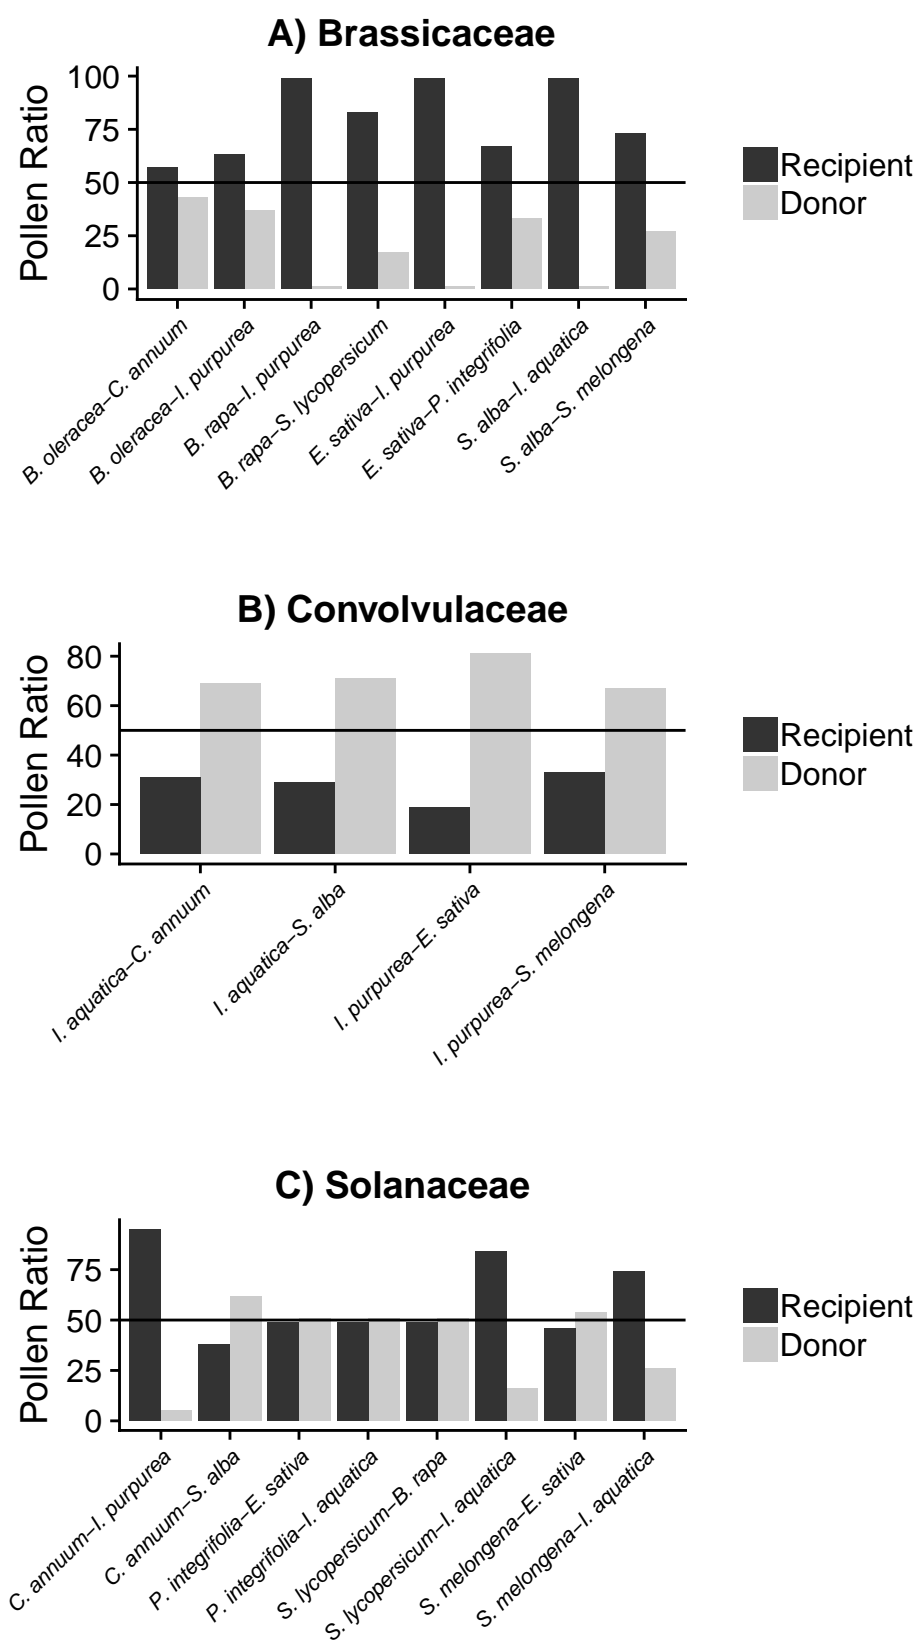 A) Brassicaceae
Pollen Ratio
100
75
50
25
0
B. oleracea−C. annuum
B. oleracea−I. purpurea
B. rapa−I. purpurea
B. rapa−S. lycopersicum
E. sativa−I. purpurea
E. sativa−P. integrifolia
S. alba−I. aquatica
S. alba−S. melongena
Recipient
Donor
B) Convolvulaceae
Pollen Ratio
80
60
40
20
0
I. aquatica−C. annuum
I. aquatica−S. alba
I. purpurea−E. sativa
I. purpurea−S. melongena
Recipient
Donor
C) Solanaceae
Pollen Ratio
75
50
25
0
C. annuum−I. purpurea
C. annuum−S. alba
P. integrifolia−E. sativa
P. integrifolia−I. aquatica
S. lycopersicum−B. rapa
S. lycopersicum−I. aquatica
S. melongena−E. sativa
S. melongena−I. aquatica
Recipient
Donor